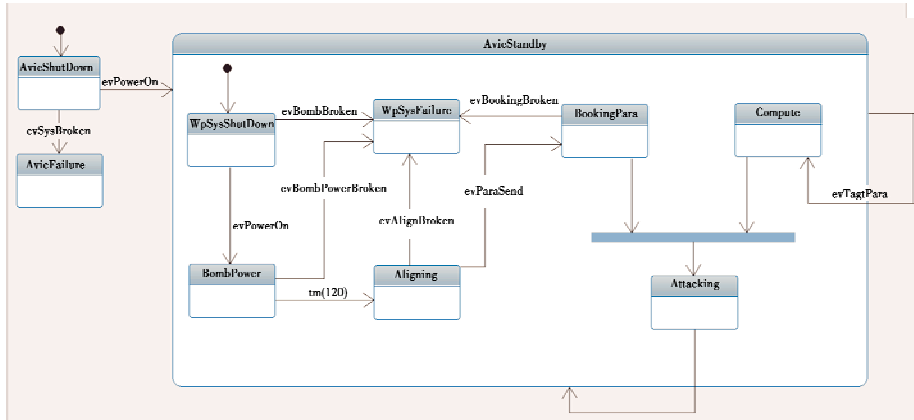 AvicStandby
AvicShutDown
evPowerOn
evSysBroken
AvicFailure
WpSysShutDown
evBombBroken
WpSysFailure
evBookingBroken
BookingPara
Compute
evBombPowerBroken
evAlignBroken
evParaSend
evTagtPara
evPowerOn
BombPower
tm(120)
Aligning
Attacking